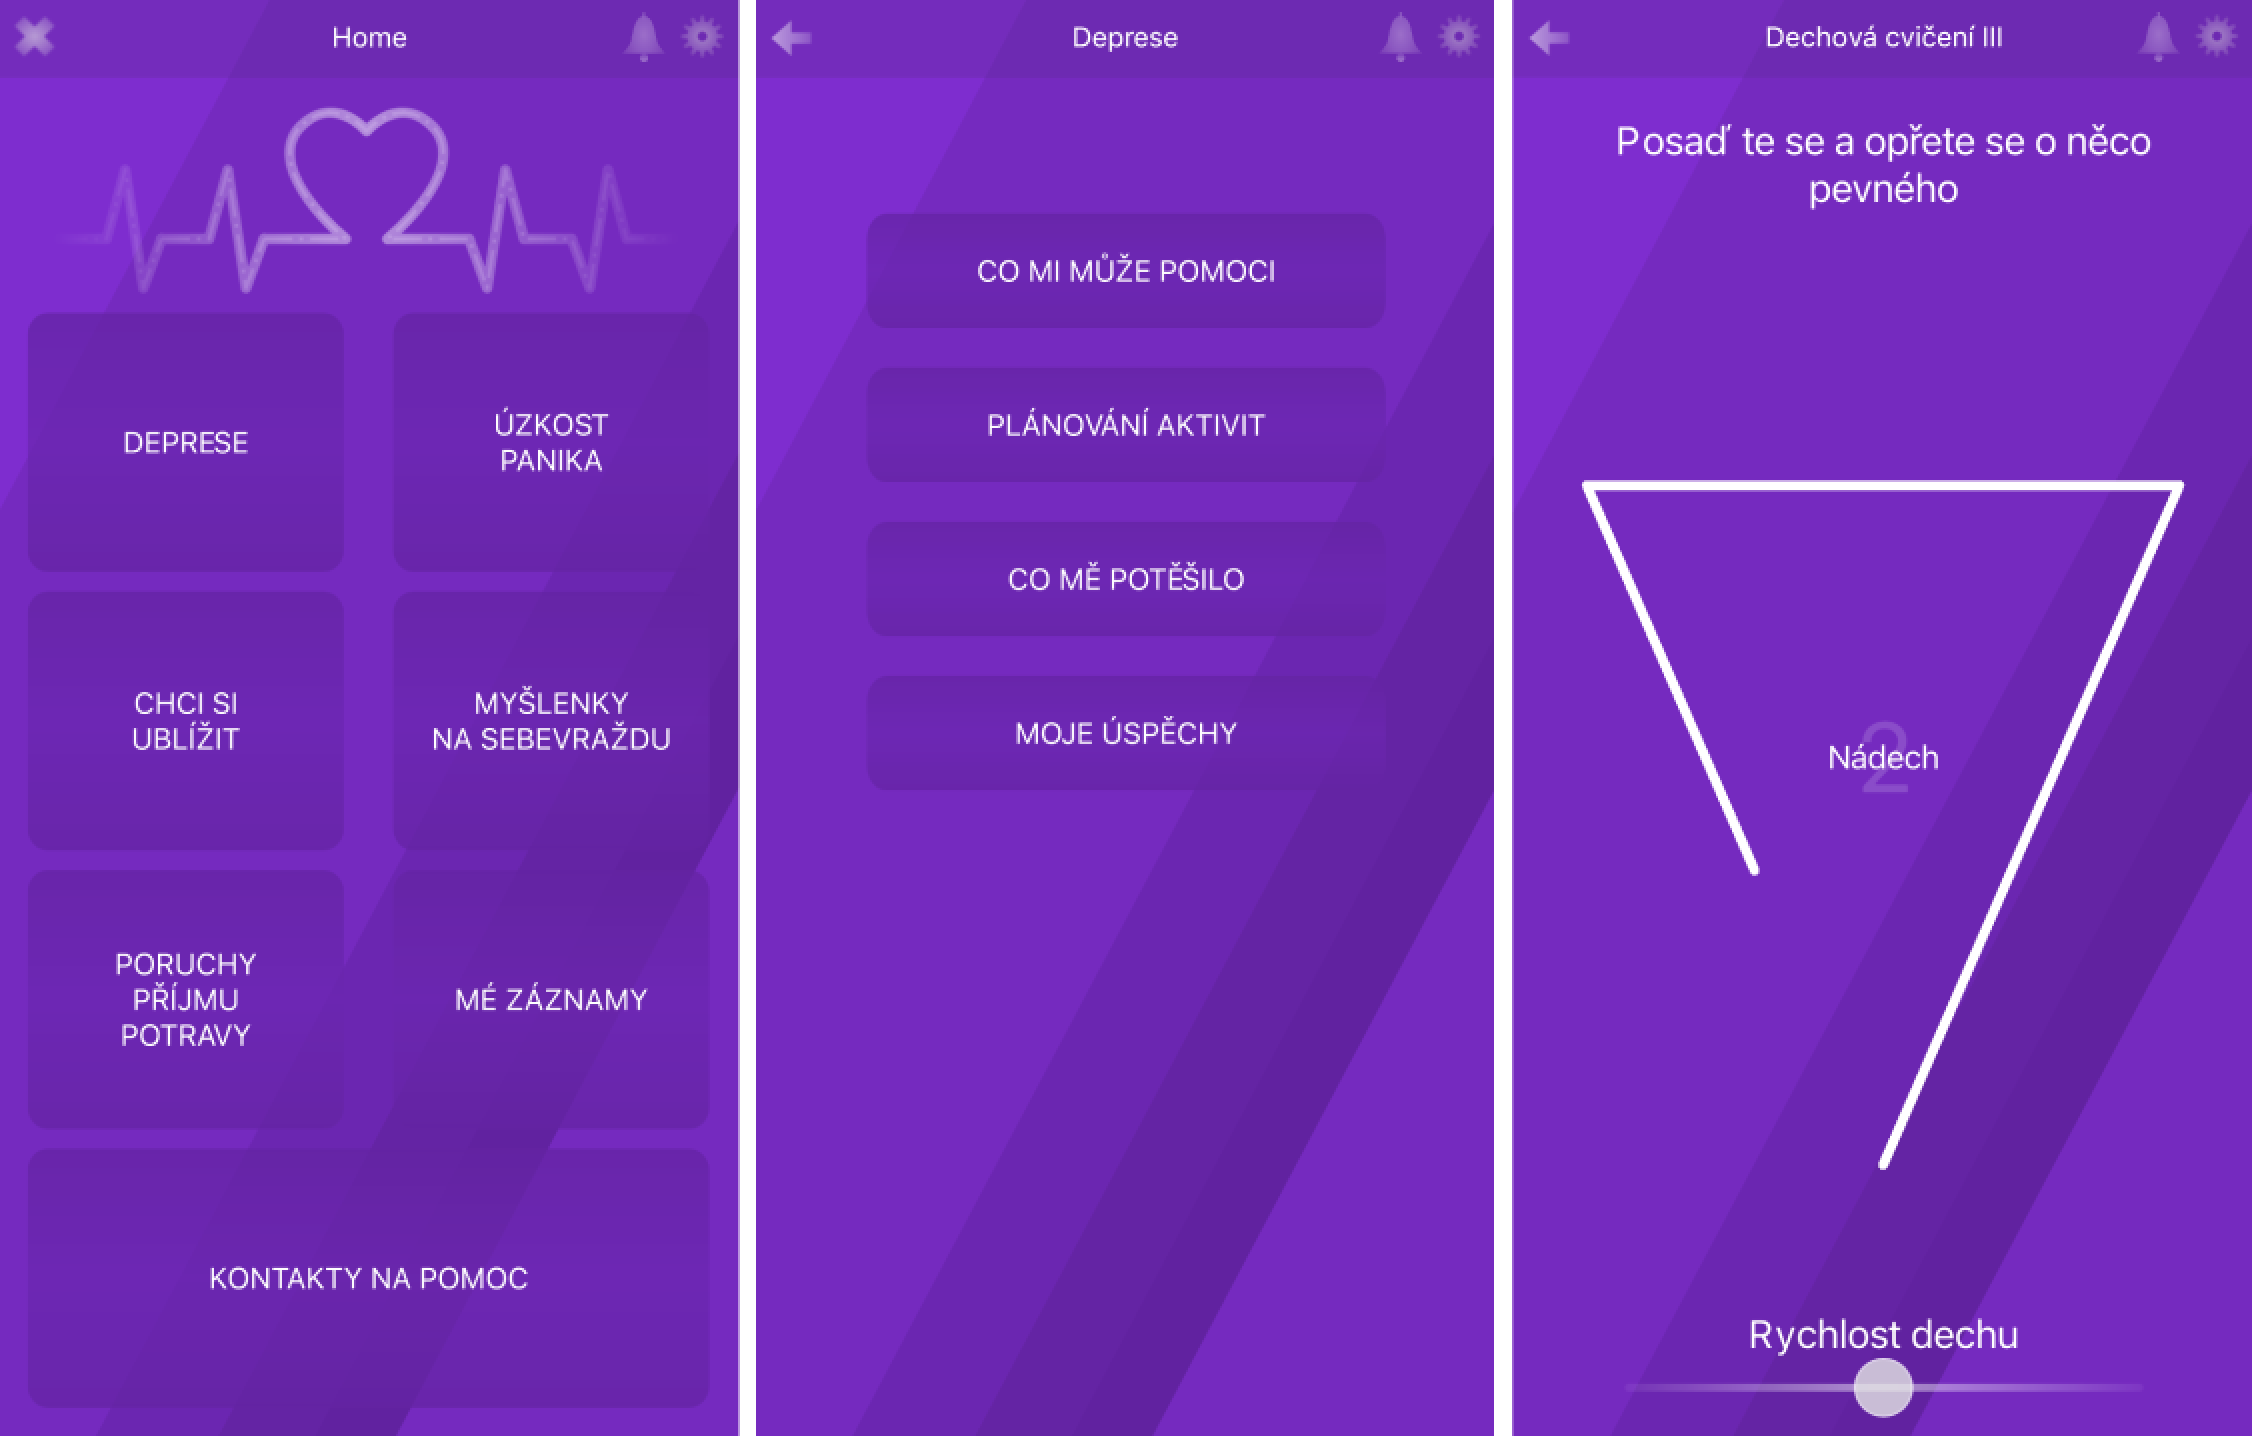 Home
DEPRESE
ÚZKOST
PANIKA
CHCI SI
UBLÍŽIT
MYŠLENKY
NA SEBEVRAŽDU
PORUCHY
PŘÍJMU
POTRAVY
MÉ ZÁZNAMY
KONTAKTY NA POMOC
Deprese
CO MI MŮŽE POMOCI
PLÁNOVÁNÍ AKTIVIT
CO MĚ POTĚŠILO
MOJE ÚSPĚCHY
Dechová cvičení III
Posaď te se a opřete se o něco
pevného
2
Nádech
Rychlost dechu